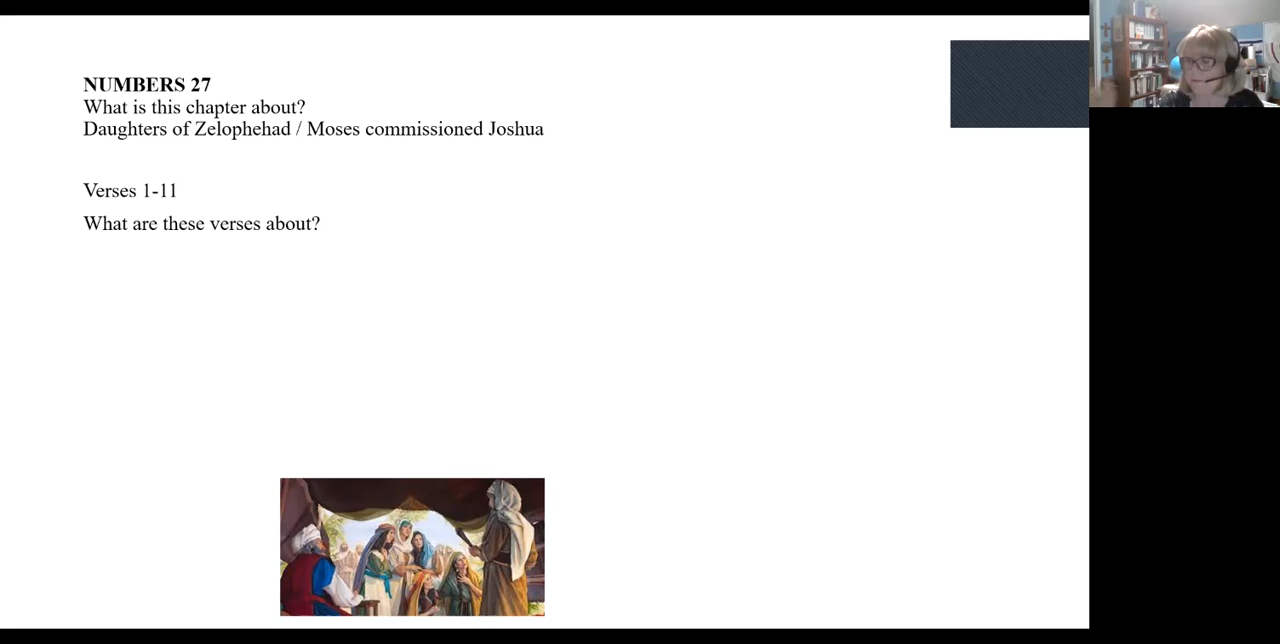 NUMBERS 27
What is this chapter about?
Daughters of Zelophehad / Moses commissioned Joshua
Verses 1-11
What are these verses about?